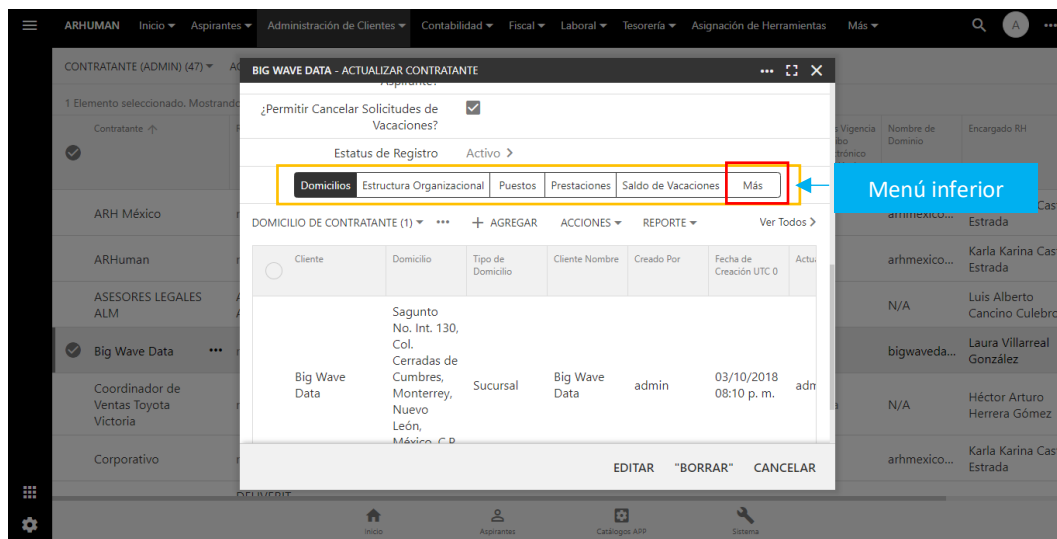 ARHUMAN Inicio Aspirantes Administración de Clientes Contabilidad Fiscal Laboral Tesorería Asignación de Herramientas Más A
CONTRATANTE (ADMIN) (47)
BIG WAVE DATA - ACTUALIZAR CONTRATANTE
1 Elemento seleccionado.
¿Permitir Cancelar Solicitudes de
Vacaciones?
Estatus de Registro Activo
Contratante
Vigencia
Nombre de
Dominio
Encargado RH
Domicilios Estructura Organizacional Puestos Prestaciones Saldo de Vacaciones Más
Menú inferior
DOMICILIO DE CONTRATANTE (1) AGREGAR ACCIONES REPORTE Ver Todos
Cliente
Domicilio
Tipo de
Domicilio
Cliente Nombre
Creado Por
Fecha de
Creación UTC 0
ARH México
Estrada
ARHuman
arhmexico...
Karla Karina
Estrada
ASESORES LEGALES
ALM
N/A
Luis Alberto
Cancino Culebro
Big Wave Data
bigwaveda...
Laura Villarreal
González
Coordinador de
Ventas Toyota
Victoria
N/A
Héctor Arturo
Herrera Gómez
Corporativo
arhmexico...
Karla Karina
Estrada
Big Wave
Data
Sagunto
No. Int. 130,
Col.
Cerradas de
Cumbres,
Monterrey,
Nuevo
León,
México, C.P.
Sucursal
Big Wave
Data
admin
03/10/2018
08:10 p. m.
EDITAR "BORRAR" CANCELAR
Inicio Aspirantes Catálogos APP Sistema